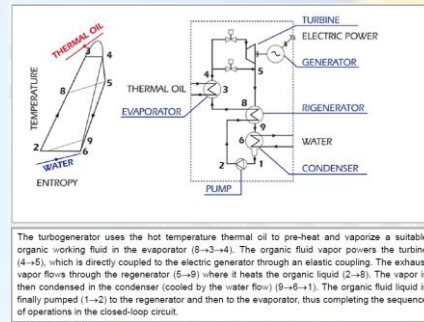 THERMAL OIL
3
4
5
8
9
2
6
1
WATER
TEMPERATURE
ENTROPY
TURBINE
ELECTRIC POWER
GENERATOR
4
5
THERMAL OIL
3
EVAPORATOR
8
RIGENERATOR
9
6
WATER
2
1
CONDENSER
PUMP
The turbogenerator uses the hot temperature thermal oil to pre-heat and vaporize a suitable
organic working fluid in the evaporator (8→3→4). The organic fluid vapor powers the turbine
(4→5), which is directly coupled to the electric generator through an elastic coupling. The exhaus
vapor flows through the regenerator (5→9) where it heats the organic liquid (2→8). The vapor is
then condensed in the condenser (cooled by the water flow) (9→6→1). The organic fluid liquid is
finally pumped (1→2) to the regenerator and then to the evaporator, thus completing the sequence
of operations in the closed-loop circuit.